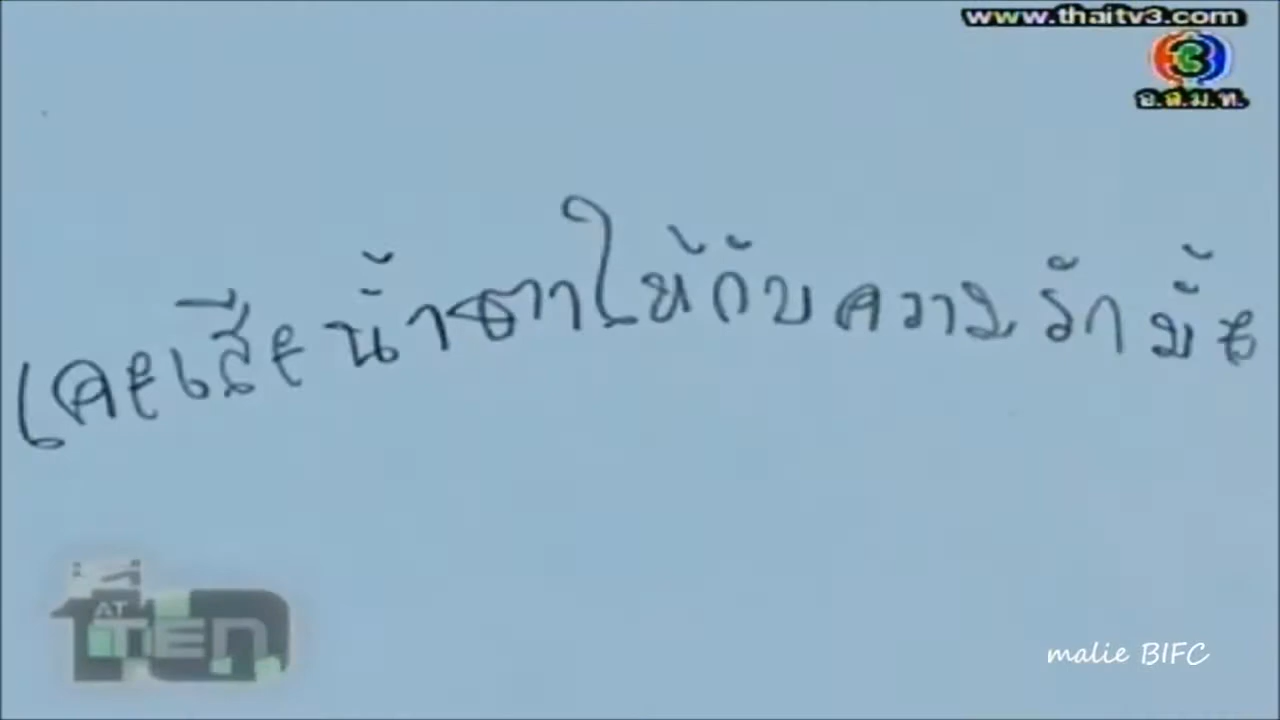 www.thaitv3.com
3
อ.ส.ม.ท.
เคยเสียน้ำตาให้กับความรักมั้ย
AT
TEN
malie BIFC